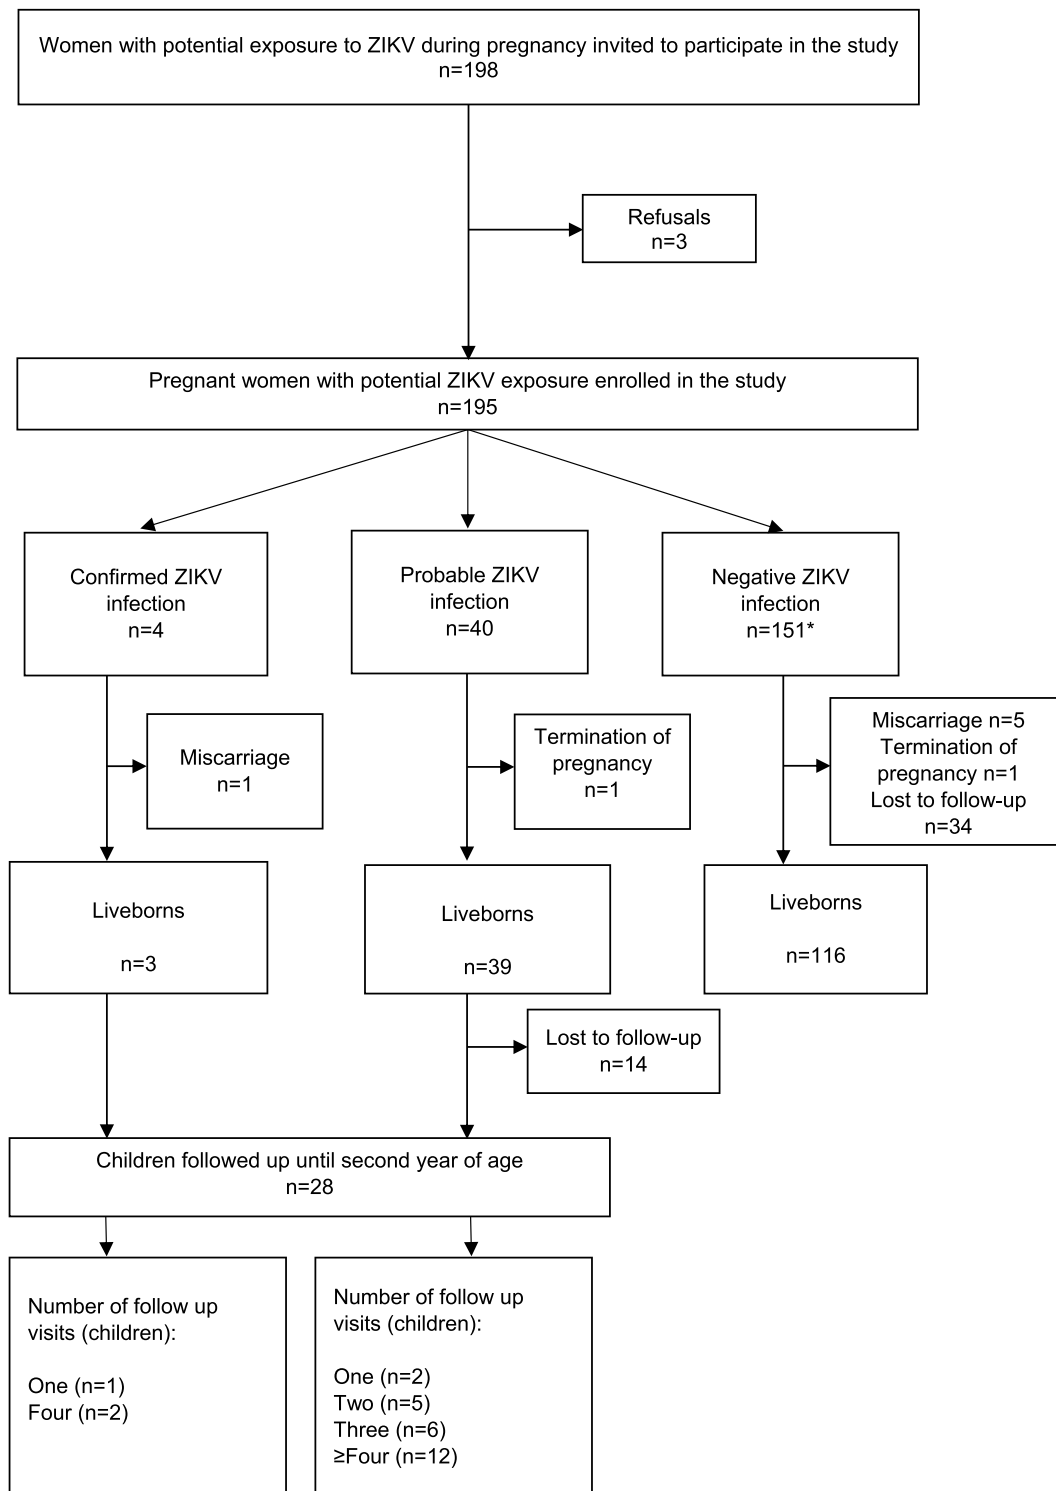 Women with potential exposure to ZIKV during pregnancy invited to participate in the study
n=198
Refusals
n=3
Pregnant women with potential ZIKV exposure enrolled in the study
n=195
Confirmed ZIKV
infection
n=4
Probable ZIKV
infection
n=40
Negative ZIKV
infection
n=151*
Miscarriage
n=1
Termination of
pregnancy
n=1
Miscarriage n=5
Termination of
pregnancy n=1
Lost to follow-up
n=34
Liveborns
n=3
Liveborns
n=39
Liveborns
n=116
Lost to follow-up
n=14
Children followed up until second year of age
n=28
Number of follow up
visits (children):
One (n=1)
Four (n=2)
Number of follow up
visits (children):
One (n=2)
Two (n=5)
Three (n=6)
≥Four (n=12)